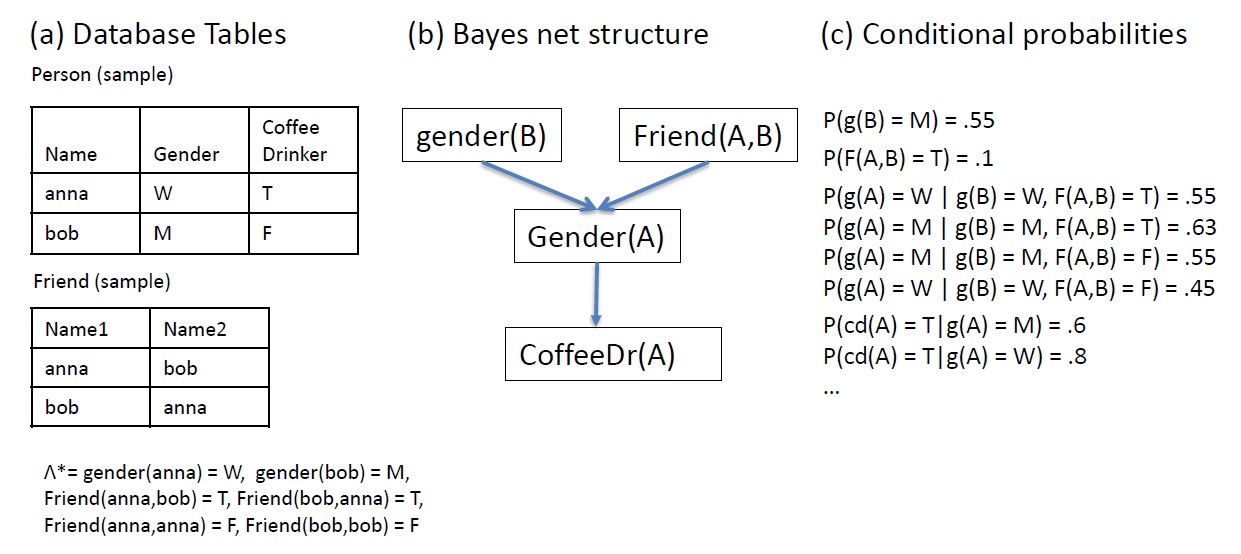 (a) Database Tables
Person (sample)
Name Gender Coffee Drinker
anna W T
bob M F
Friend (sample)
Name1 Name2
anna bob
bob anna
Λ*= gender(anna) = W, gender(bob) = M,
Friend(anna,bob) = T, Friend(bob,anna) = T,
Friend(anna,anna) = F, Friend(bob,bob) = F
(b) Bayes net structure
gender(B) Friend(A,B)
Gender(A)
CoffeeDr(A)
(c) Conditional probabilities
P(g(B) = M) = .55
P(F(A,B) = T) = .1
P(g(A) = W | g(B) = W, F(A,B) = T) = .55
P(g(A) = M | g(B) = M, F(A,B) = T) = .63
P(g(A) = M | g(B) = M, F(A,B) = F) = .55
P(g(A) = W | g(B) = W, F(A,B) = F) = .45
P(cd(A) = T|g(A) = M) = .6
P(cd(A) = T|g(A) = W) = .8
...